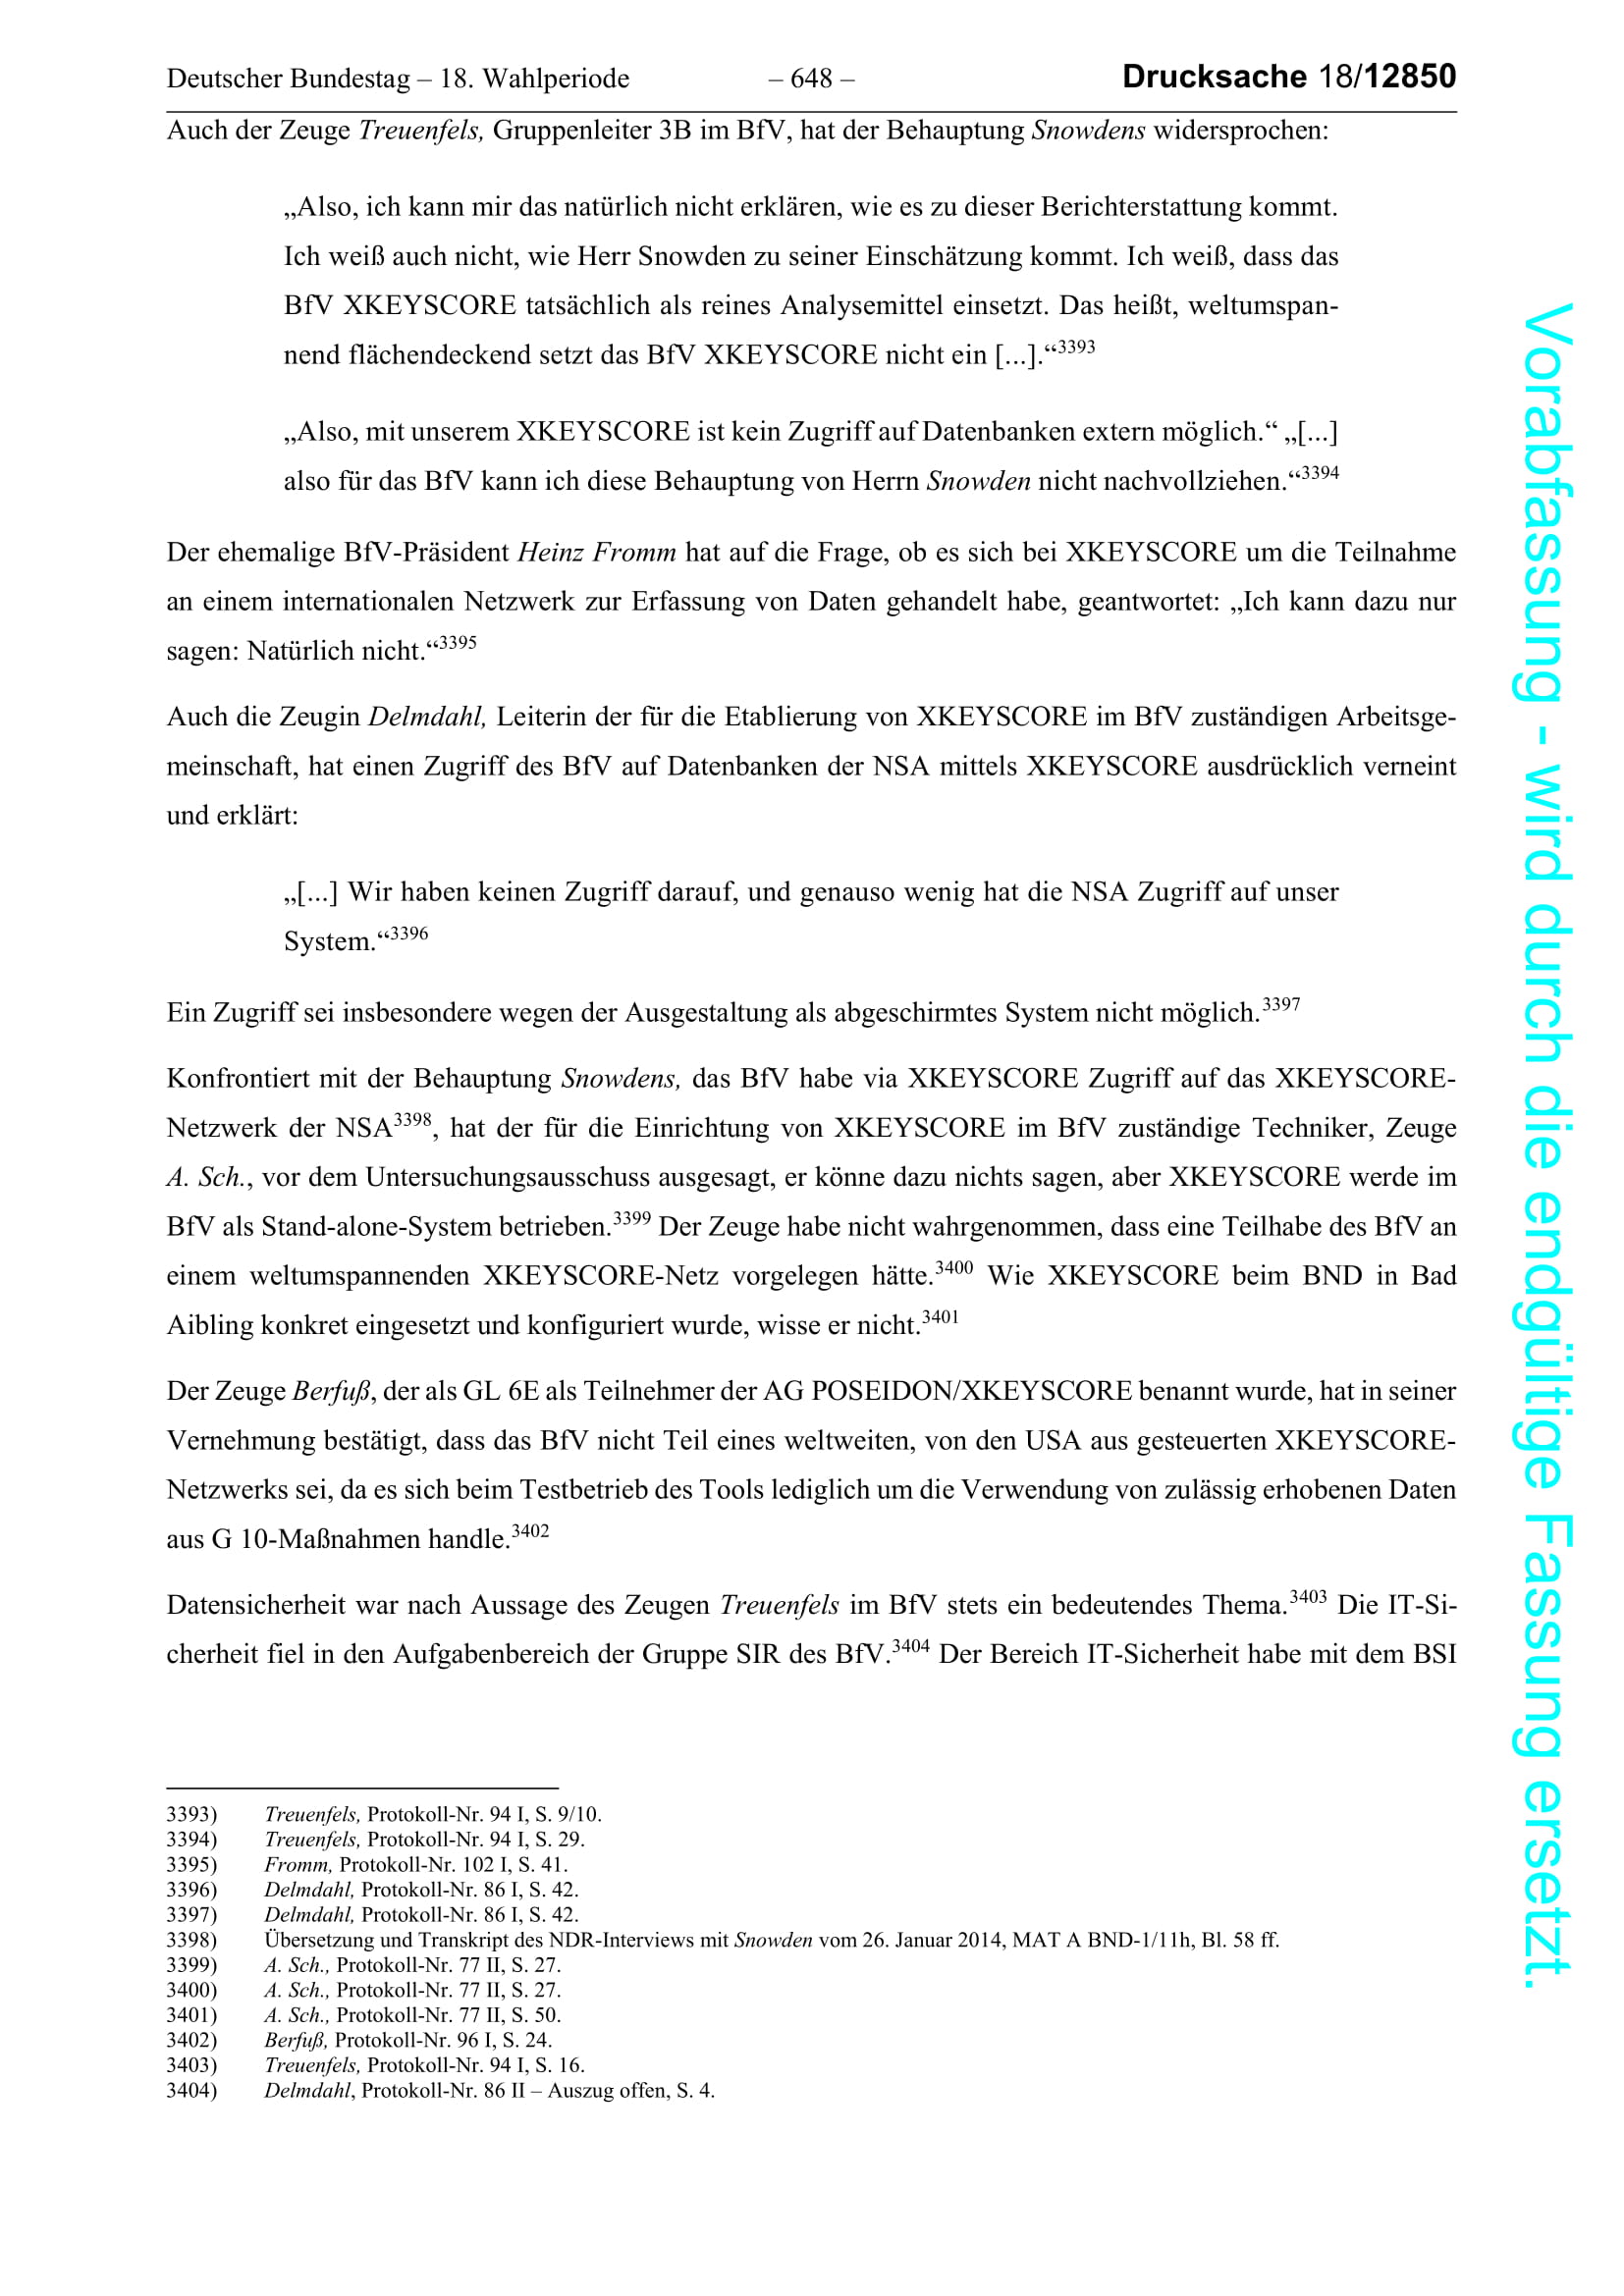 Deutscher Bundestag – 18. Wahlperiode – 648 – Drucksache 18/12850
Auch der Zeuge Treuenfels, Gruppenleiter 3B im BfV, hat der Behauptung Snowdens widersprochen:
„Also, ich kann mir das natürlich nicht erklären, wie es zu dieser Berichterstattung kommt.
Ich weiß auch nicht, wie Herr Snowden zu seiner Einschätzung kommt. Ich weiß, dass das
BfV XKEYSCORE tatsächlich als reines Analysemittel einsetzt. Das heißt, weltumspan-
nend flächendeckend setzt das BfV XKEYSCORE nicht ein [...].“3393
„Also, mit unserem XKEYSCORE ist kein Zugriff auf Datenbanken extern möglich.“ „[...]
also für das BfV kann ich diese Behauptung von Herrn Snowden nicht nachvollziehen.“3394
Der ehemalige BfV-Präsident Heinz Fromm hat auf die Frage, ob es sich bei XKEYSCORE um die Teilnahme
an einem internationalen Netzwerk zur Erfassung von Daten gehandelt habe, geantwortet: „Ich kann dazu nur
sagen: Natürlich nicht.“3395
Auch die Zeugin Delmdahl, Leiterin der für die Etablierung von XKEYSCORE im BfV zuständigen Arbeitsge-
meinschaft, hat einen Zugriff des BfV auf Datenbanken der NSA mittels XKEYSCORE ausdrücklich verneint
und erklärt:
„[...] Wir haben keinen Zugriff darauf, und genauso wenig hat die NSA Zugriff auf unser
System.“3396
Ein Zugriff sei insbesondere wegen der Ausgestaltung als abgeschirmtes System nicht möglich.3397
Konfrontiert mit der Behauptung Snowdens, das BfV habe via XKEYSCORE Zugriff auf das XKEYSCORE-
Netzwerk der NSA3398, hat der für die Einrichtung von XKEYSCORE im BfV zuständige Techniker, Zeuge
A. Sch., vor dem Untersuchungsausschuss ausgesagt, er könne dazu nichts sagen, aber XKEYSCORE werde im
BfV als Stand-alone-System betrieben.3399 Der Zeuge habe nicht wahrgenommen, dass eine Teilhabe des BfV an
einem weltumspannenden XKEYSCORE-Netz vorgelegen hätte.3400 Wie XKEYSCORE beim BND in Bad
Aibling konkret eingesetzt und konfiguriert wurde, wisse er nicht.3401
Der Zeuge Berfuß, der als GL 6E als Teilnehmer der AG POSEIDON/XKEYSCORE benannt wurde, hat in seiner
Vernehmung bestätigt, dass das BfV nicht Teil eines weltweiten, von den USA aus gesteuerten XKEYSCORE-
Netzwerks sei, da es sich beim Testbetrieb des Tools lediglich um die Verwendung von zulässig erhobenen Daten
aus G 10-Maßnahmen handle.3402
Datensicherheit war nach Aussage des Zeugen Treuenfels im BfV stets ein bedeutendes Thema.3403 Die IT-Si-
cherheit fiel in den Aufgabenbereich der Gruppe SIR des BfV.3404 Der Bereich IT-Sicherheit habe mit dem BSI
3393) Treuenfels, Protokoll-Nr. 94 I, S. 9/10.
3394) Treuenfels, Protokoll-Nr. 94 I, S. 29.
3395) Fromm, Protokoll-Nr. 102 I, S. 41.
3396) Delmdahl, Protokoll-Nr. 86 I, S. 42.
3397) Delmdahl, Protokoll-Nr. 86 I, S. 42.
3398) Übersetzung und Transkript des NDR-Interviews mit Snowden vom 26. Januar 2014, MAT A BND-1/11h, Bl. 58 ff.
3399) A. Sch., Protokoll-Nr. 77 II, S. 27.
3400) A. Sch., Protokoll-Nr. 77 II, S. 27.
3401) A. Sch., Protokoll-Nr. 77 II, S. 50.
3402) Berfuß, Protokoll-Nr. 96 I, S. 24.
3403) Treuenfels, Protokoll-Nr. 94 I, S. 16.
3404) Delmdahl, Protokoll-Nr. 86 II – Auszug offen, S. 4.
Vorabfassung - wird durch die endgültige Fassung ersetzt.